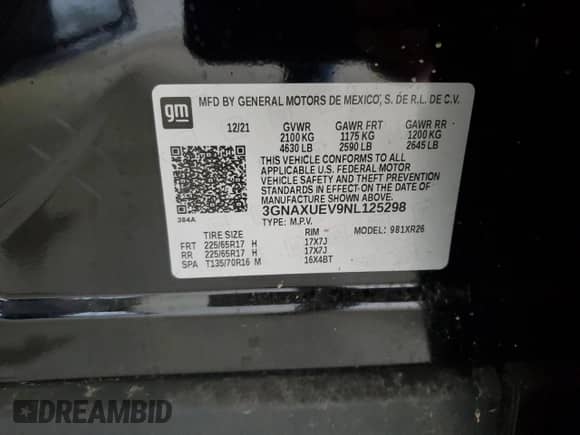 gm MFD BY GENERAL MOTORS DE MEXICO, S. DE R.L. DE C.V.
12/21 GVWR GAWR FRT GAWR RR
2100 KG 1175 KG 1200 KG
4630 LB 2590 LB 2645 LB
THIS VEHICLE CONFORMS TO ALL
APPLICABLE U.S. FEDERAL MOTOR
VEHICLE SAFETY AND THEFT PREVENTION
STANDARDS IN EFFECT ON THE DATE OF
MANUFACTURE SHOWN ABOVE.
384A 3GNAXUEV9NL125298
TYPE: M.P.V. MODEL: 981XR26
TIRE SIZE RIM
FRT 225/65R17 H 17X7J
RR 225/65R17 H 17X7J
SPA T135/70R16 M 16X4BT
DREAMBID